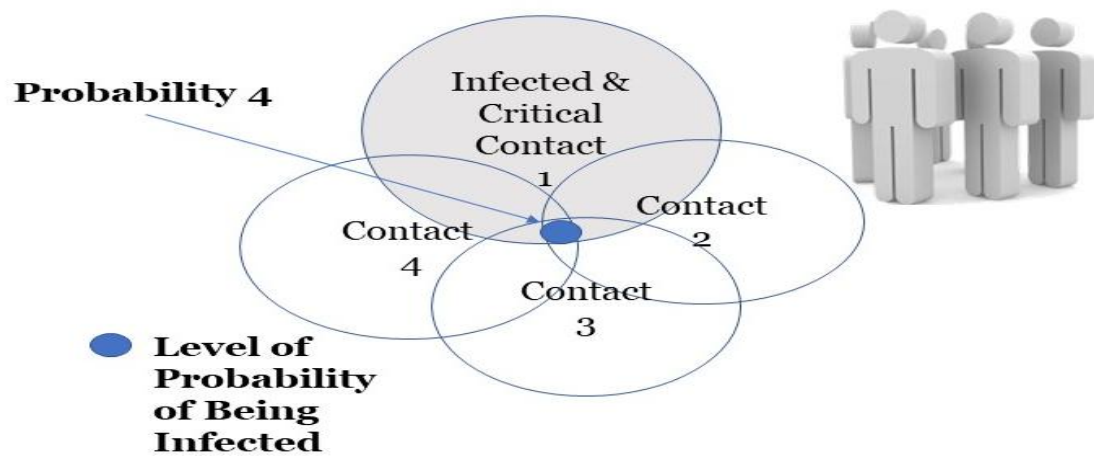 Probability 4
Infected &
Critical
Contact
1
Contact
2
Contact
4
Contact
3
Level of
Probability
of Being
Infected